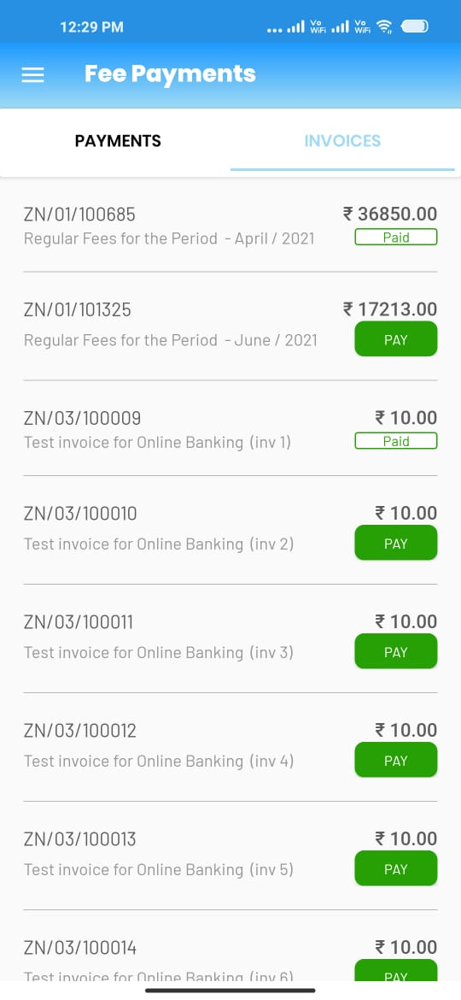 12:29 PM
Vo WiFi Vo WiFi
Fee Payments
PAYMENTS INVOICES
ZN/01/100685 ₹ 36850.00
Regular Fees for the Period - April / 2021 Paid
ZN/01/101325 ₹ 17213.00
Regular Fees for the Period - June / 2021 PAY
ZN/03/100009 ₹ 10.00
Test invoice for Online Banking (inv 1) Paid
ZN/03/100010 ₹ 10.00
Test invoice for Online Banking (inv 2) PAY
ZN/03/100011 ₹ 10.00
Test invoice for Online Banking (inv 3) PAY
ZN/03/100012 ₹ 10.00
Test invoice for Online Banking (inv 4) PAY
ZN/03/100013 ₹ 10.00
Test invoice for Online Banking (inv 5) PAY
ZN/03/100014 ₹ 10.00
Test invoice for Online Banking (inv 6) PAY